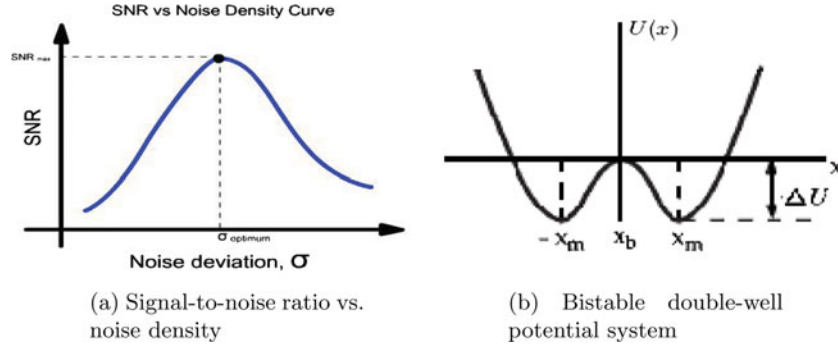 SNR vs Noise Density Curve
SNR max
SNR
σ optimum
Noise deviation, σ
(a) Signal-to-noise ratio vs.
noise density
U(x)
x
ΔU
- xm
xb
xm
(b) Bistable double-well
potential system